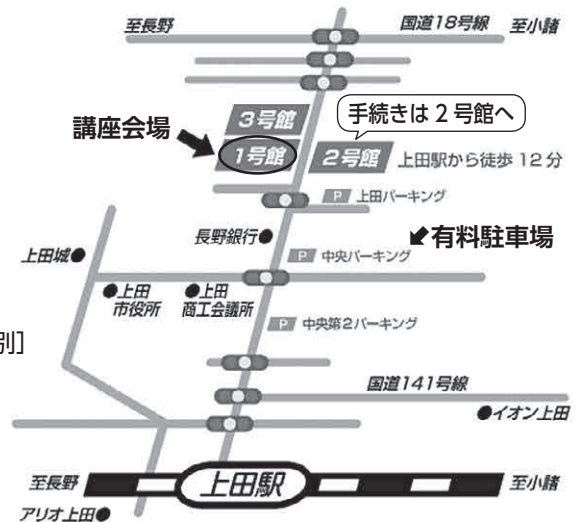 至長野
国道18号線
至小諸
3号館
手続きは2号館へ
講座会場
1号館
2号館
上田駅から徒歩12分
P 上田パーキング
長野銀行
有料駐車場
上田城
P 中央パーキング
上田
市役所
上田
商工会議所
P 中央第2パーキング
別]
国道141号線
イオン上田
至長野
上田駅
至小諸
アリオ上田